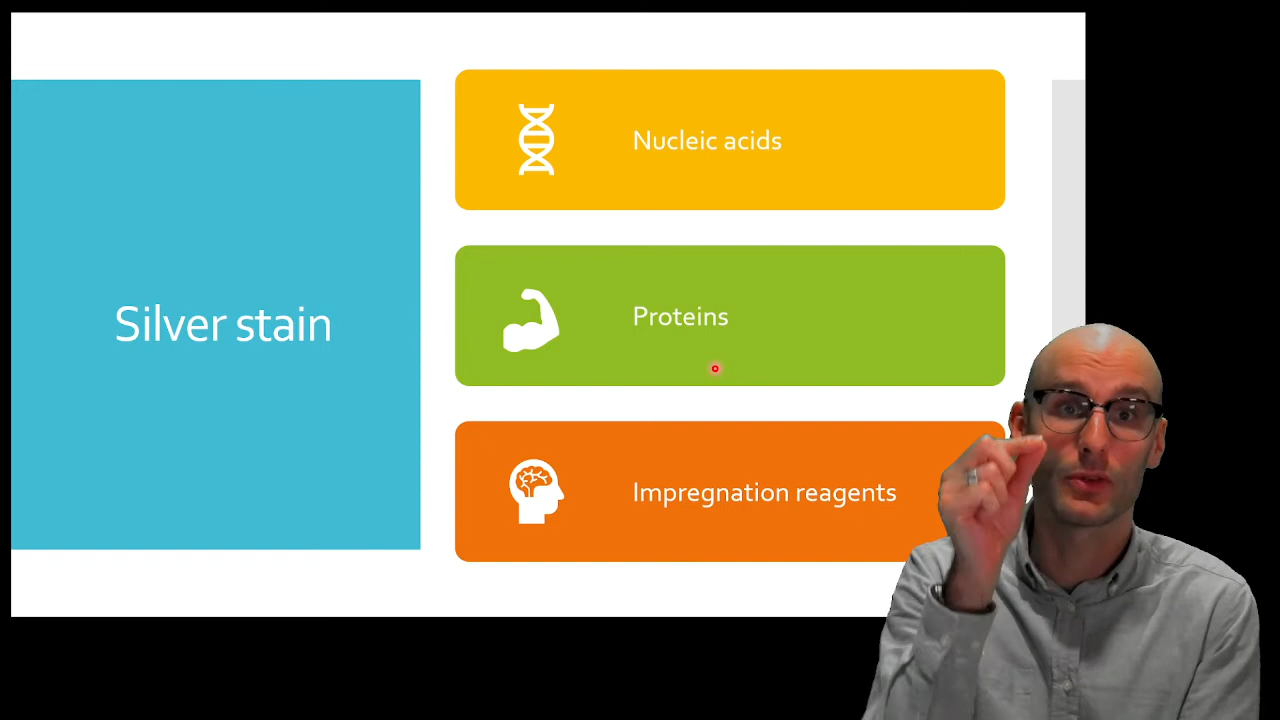 Silver stain
Nucleic acids
Proteins
Impregnation reagents